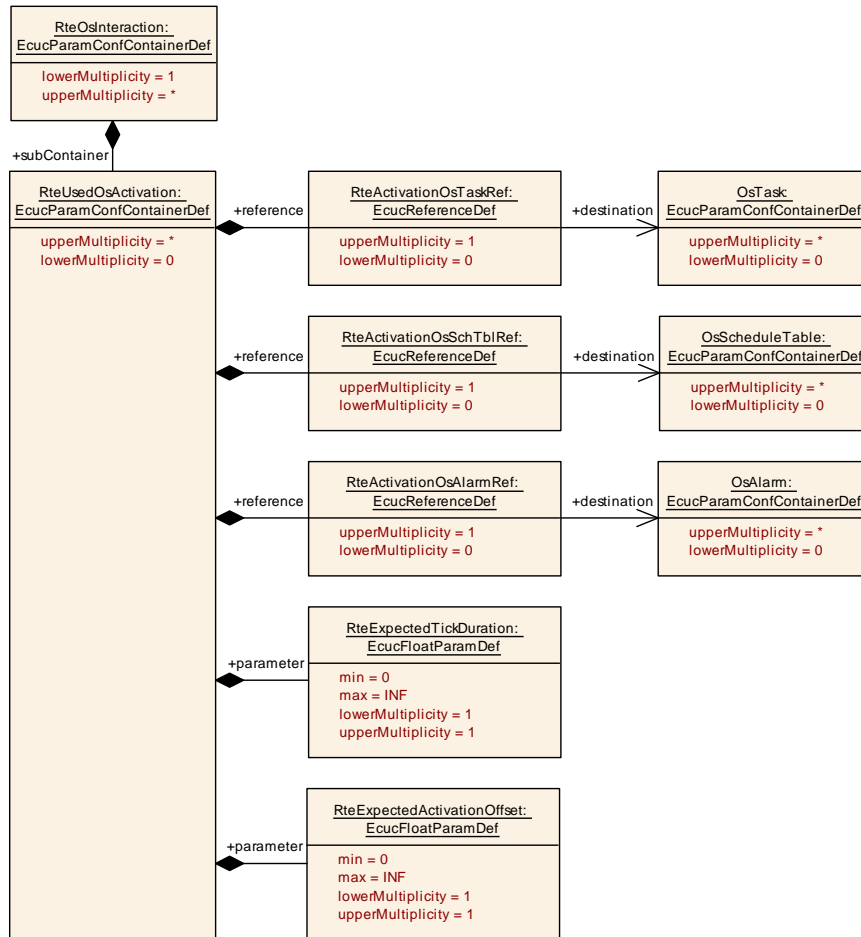 RteOsInteraction:
EcucParamConfContainerDef
lowerMultiplicity = 1
upperMultiplicity = *
+subContainer
RteUsedOsActivation:
EcucParamConfContainerDef
upperMultiplicity = *
lowerMultiplicity = 0
+reference
RteActivationOsTaskRef:
EcucReferenceDef
upperMultiplicity = 1
lowerMultiplicity = 0
+destination
OsTask:
EcucParamConfContainerDef
upperMultiplicity = *
lowerMultiplicity = 0
+reference
RteActivationOsSchTblRef:
EcucReferenceDef
upperMultiplicity = 1
lowerMultiplicity = 0
+destination
OsScheduleTable:
EcucParamConfContainerDef
upperMultiplicity = *
lowerMultiplicity = 0
+reference
RteActivationOsAlarmRef:
EcucReferenceDef
upperMultiplicity = 1
lowerMultiplicity = 0
+destination
OsAlarm:
EcucParamConfContainerDef
upperMultiplicity = *
lowerMultiplicity = 0
+parameter
RteExpectedTickDuration:
EcucFloatParamDef
min = 0
max = INF
lowerMultiplicity = 1
upperMultiplicity = 1
+parameter
RteExpectedActivationOffset:
EcucFloatParamDef
min = 0
max = INF
lowerMultiplicity = 1
upperMultiplicity = 1